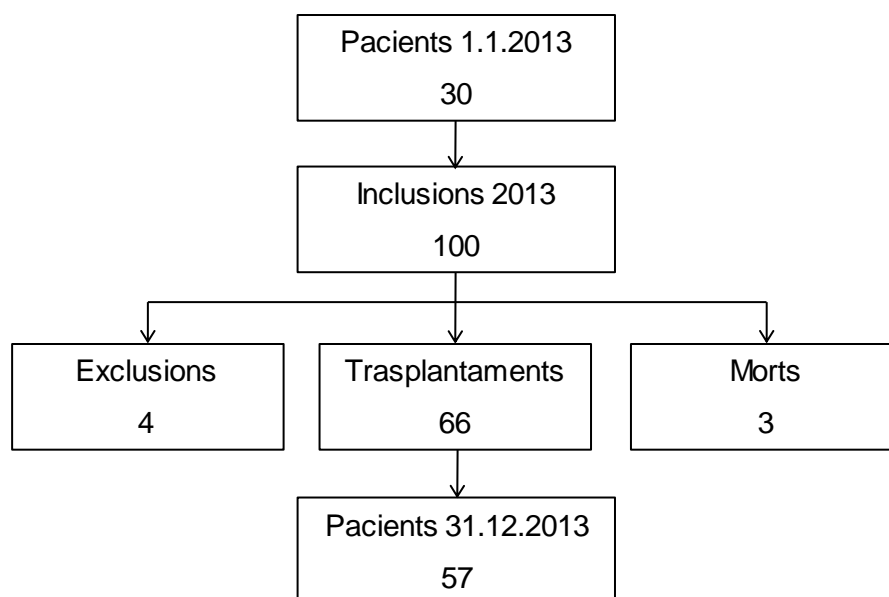 Pacients 1.1.2013
30
Inclusions 2013
100
Exclusions
4
Trasplantaments
66
Morts
3
Pacients 31.12.2013
57